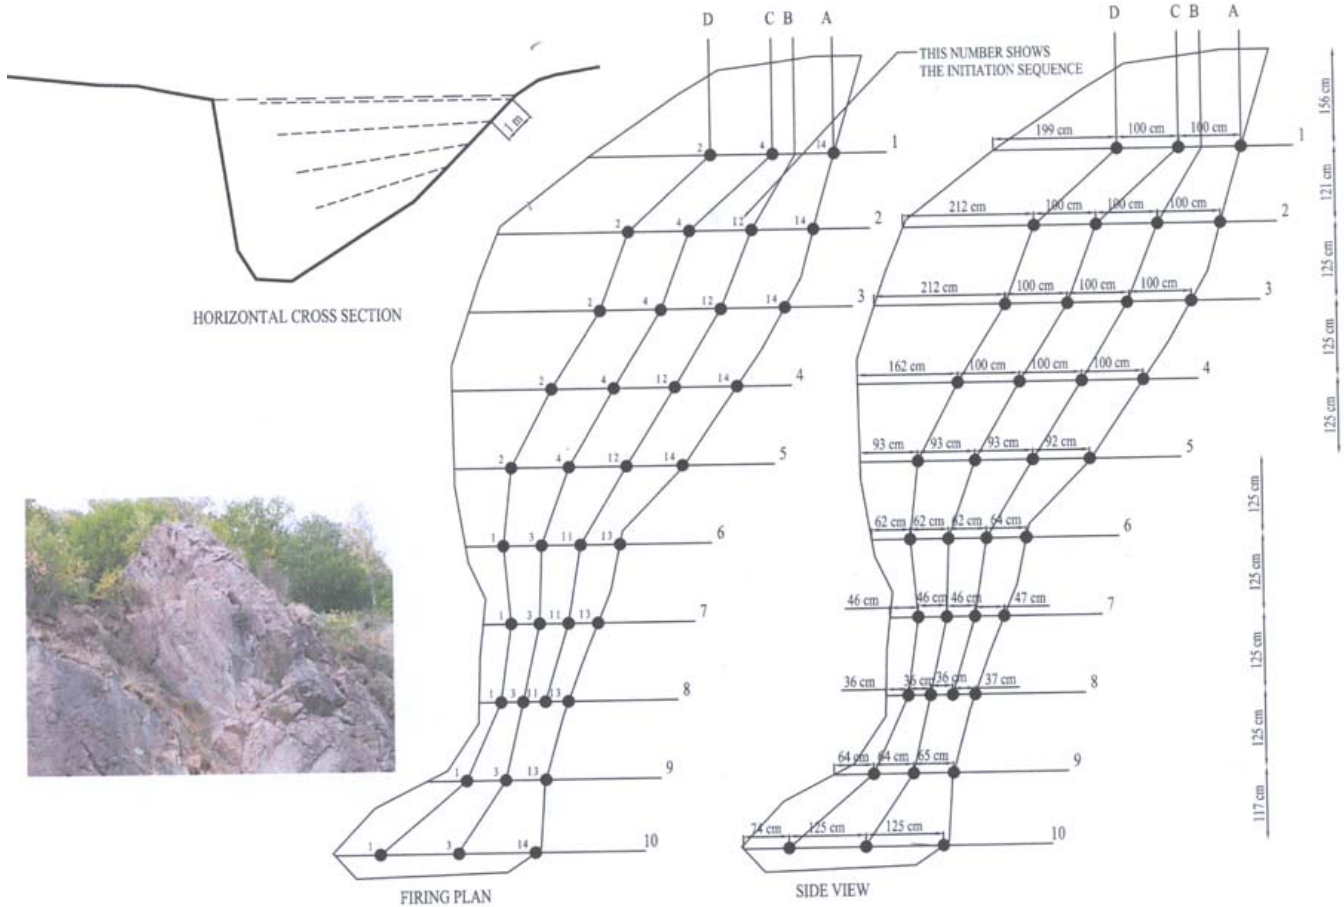 D C B A
THIS NUMBER SHOWS
THE INITIATION SEQUENCE
1 m
HORIZONTAL CROSS SECTION
2 4 14 1
2 4 12 14 2
2 4 12 14 3
2 4 12 14 4
2 4 12 14 5
1 3 11 13 6
1 3 11 13 7
1 3 11 13 8
1 3 13 9
1 3 14 10
FIRING PLAN
D C B A
199 cm 100 cm 100 cm 1
212 cm 100 cm 100 cm 100 cm 2
212 cm 100 cm 100 cm 100 cm 3
162 cm 100 cm 100 cm 100 cm 4
93 cm 93 cm 93 cm 92 cm 5
62 cm 62 cm 62 cm 64 cm 6
46 cm 46 cm 46 cm 47 cm 7
36 cm 36 cm 36 cm 37 cm 8
64 cm 64 cm 65 cm 9
74 cm 125 cm 125 cm 10
SIDE VIEW
156 cm
121 cm
125 cm
125 cm
125 cm
125 cm
125 cm
125 cm
125 cm
117 cm